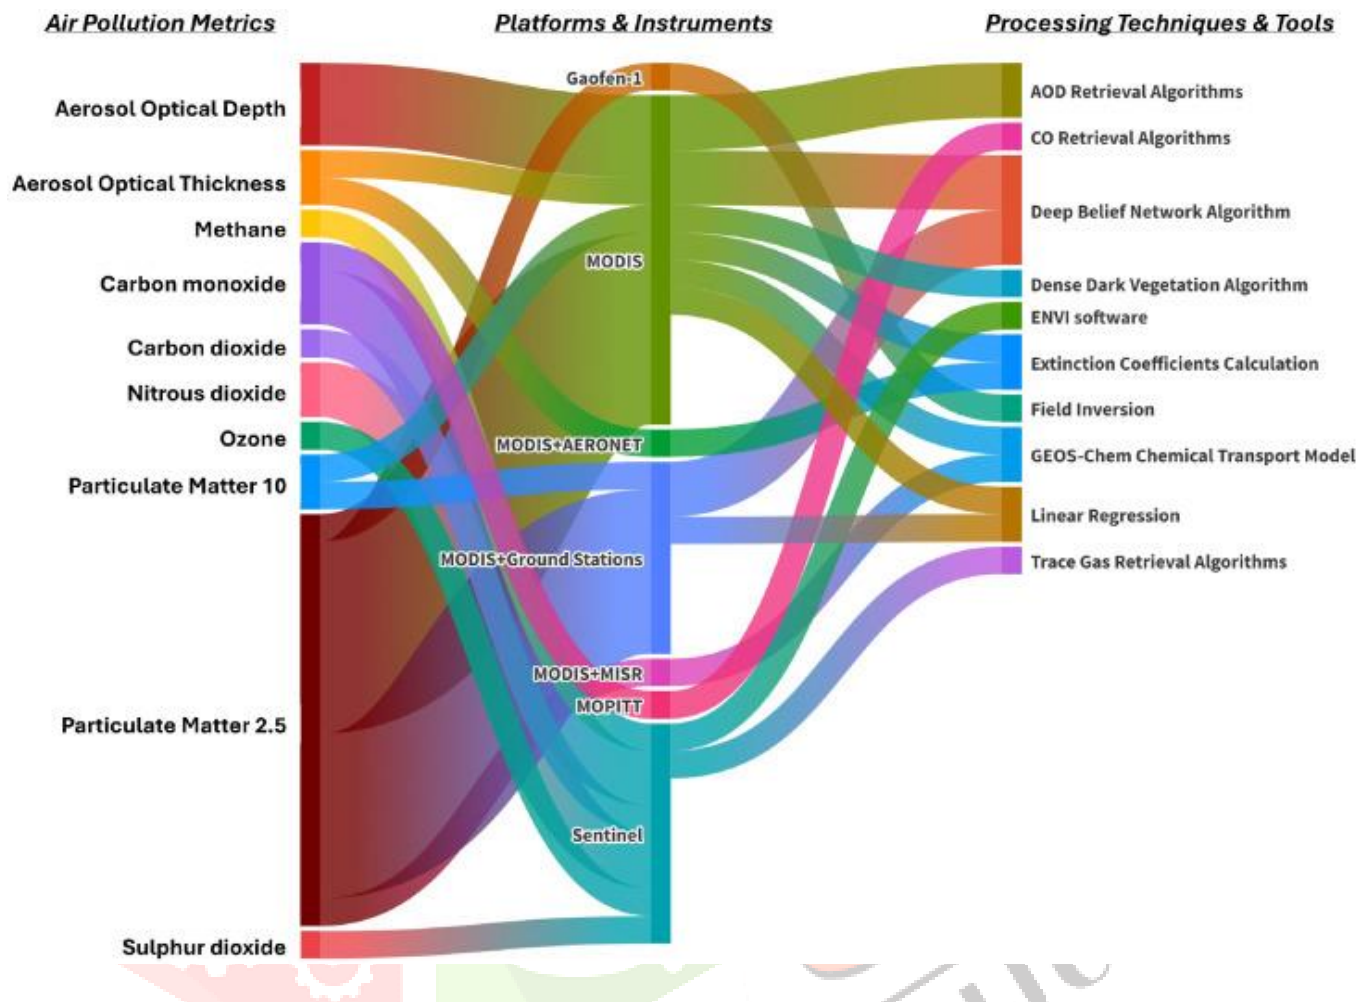 Air Pollution Metrics
Platforms & Instruments
Processing Techniques & Tools
Aerosol Optical Depth
Aerosol Optical Thickness
Methane
Carbon monoxide
Carbon dioxide
Nitrous dioxide
Ozone
Particulate Matter 10
Particulate Matter 2.5
Sulphur dioxide
Gaofen-1
MODIS
MODIS+AERONET
MODIS+Ground Stations
MODIS+MISR
MOPITT
Sentinel
AOD Retrieval Algorithms
CO Retrieval Algorithms
Deep Belief Network Algorithm
Dense Dark Vegetation Algorithm
ENVI software
Extinction Coefficients Calculation
Field Inversion
GEOS-Chem Chemical Transport Model
Linear Regression
Trace Gas Retrieval Algorithms